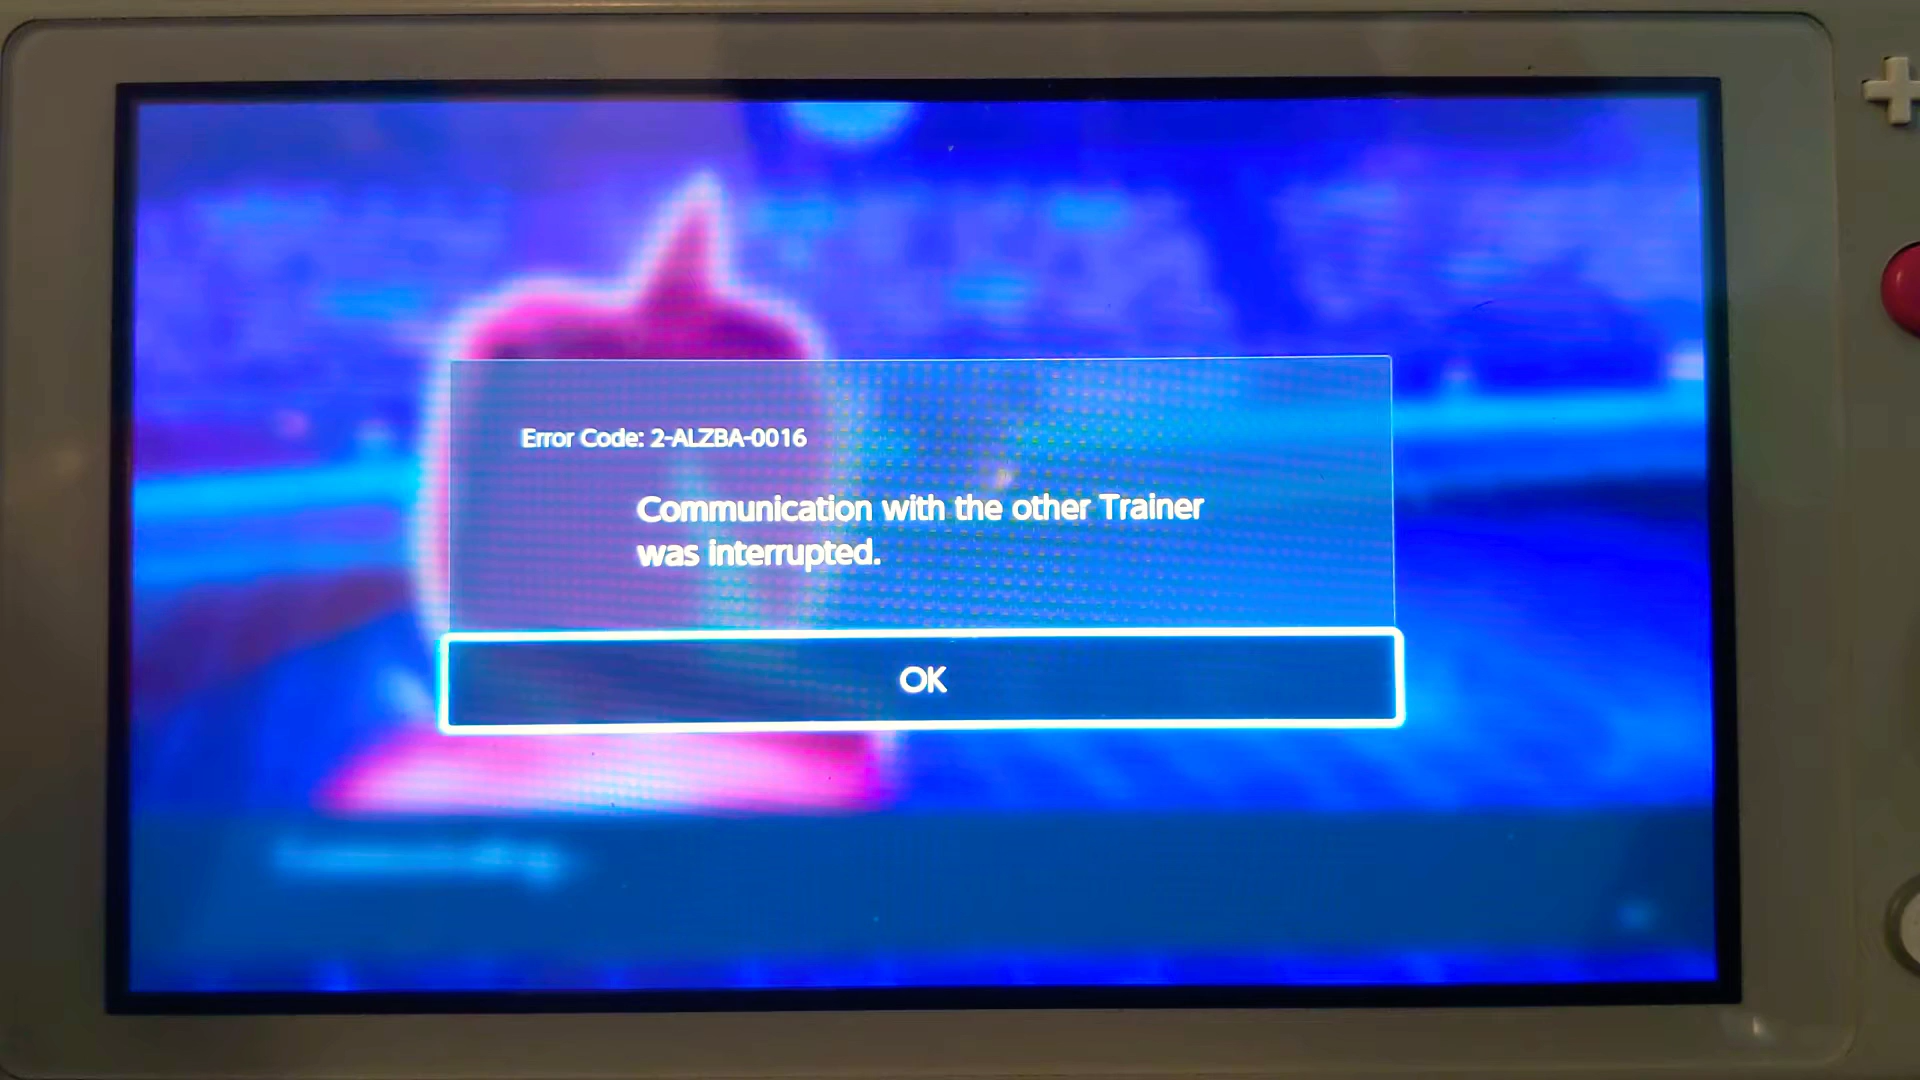 Error Code: 2-ALZBA-0016
Communication with the other Trainer
was interrupted.
OK